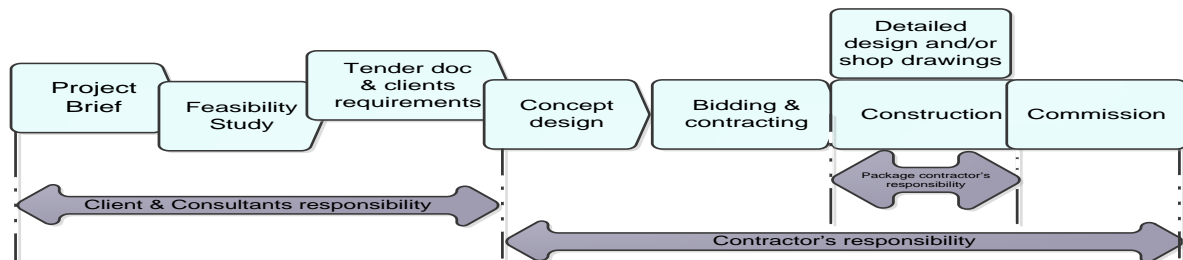 Project
Brief
Feasibility
Study
Tender doc
& clients
requirements
Concept
design
Bidding &
contracting
Detailed
design and/or
shop drawings
Construction
Commission
Package contractor's
responsibility
Client & Consultants responsibility
Contractor's responsibility